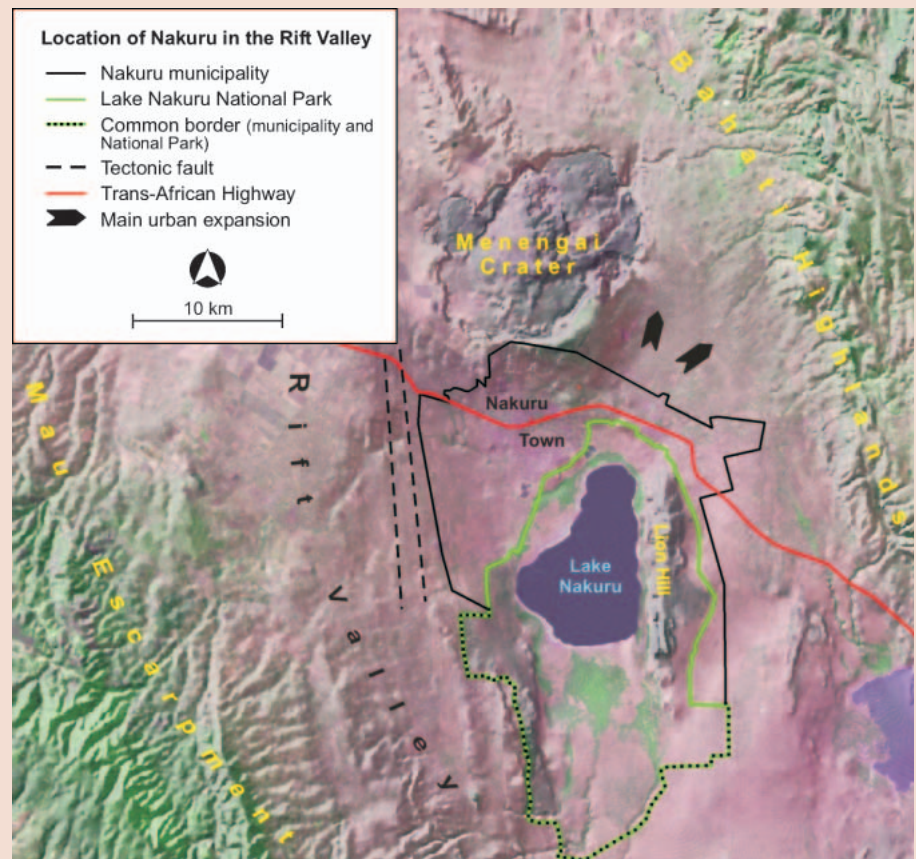 Location of Nakuru in the Rift Valley
Nakuru municipality
Lake Nakuru National Park
Common border (municipality and
National Park)
Tectonic fault
Trans-African Highway
Main urban expansion
10 km
Bahati Highlands
Menengai
Crater
Mau Escarpment
Rift Valley
Nakuru
Town
Lion Hill
Lake
Nakuru